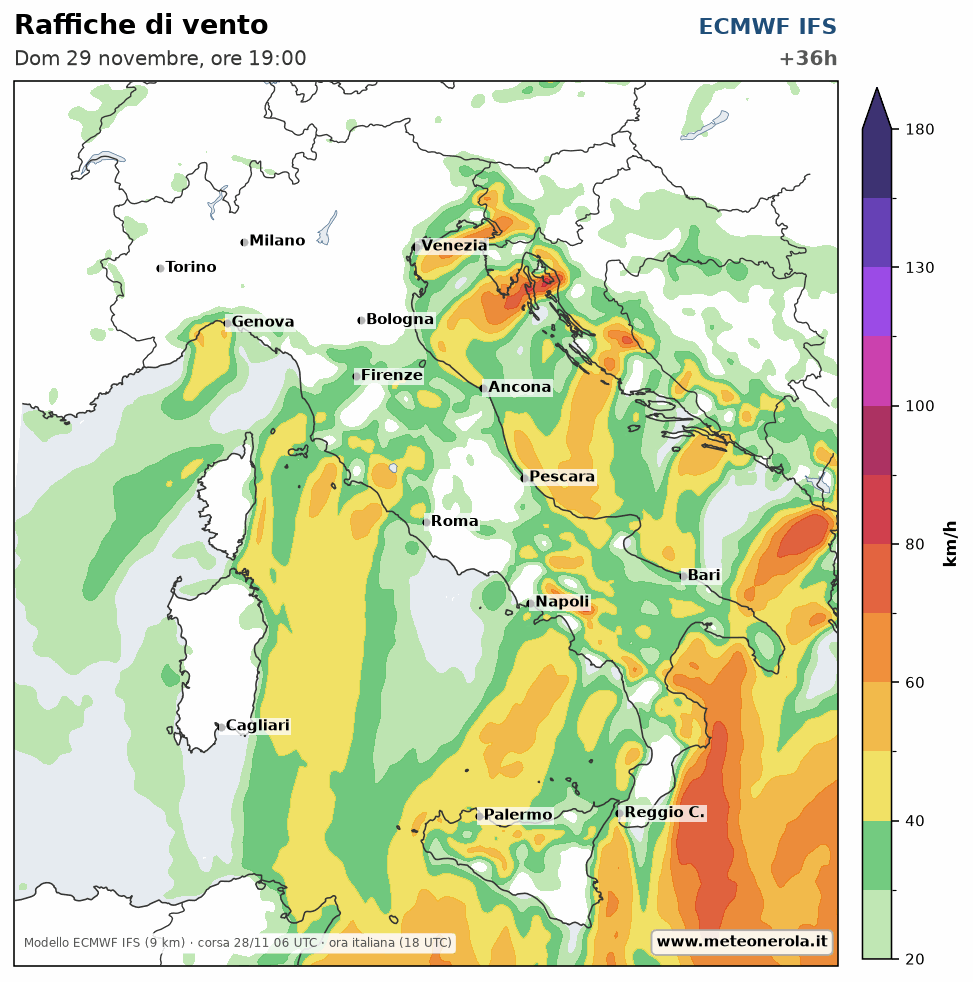 Raffiche di vento
ECMWF IFS
Dom 29 novembre, ore 19:00
+36h
180
130
100
80
60
40
20
km/h
Milano
Venezia
Torino
Genova
Bologna
Firenze
Ancona
Pescara
Roma
Bari
Napoli
Cagliari
Palermo
Reggio C.
Modello ECMWF IFS (9 km) · corsa 28/11 06 UTC · ora italiana (18 UTC)
www.meteonerola.it